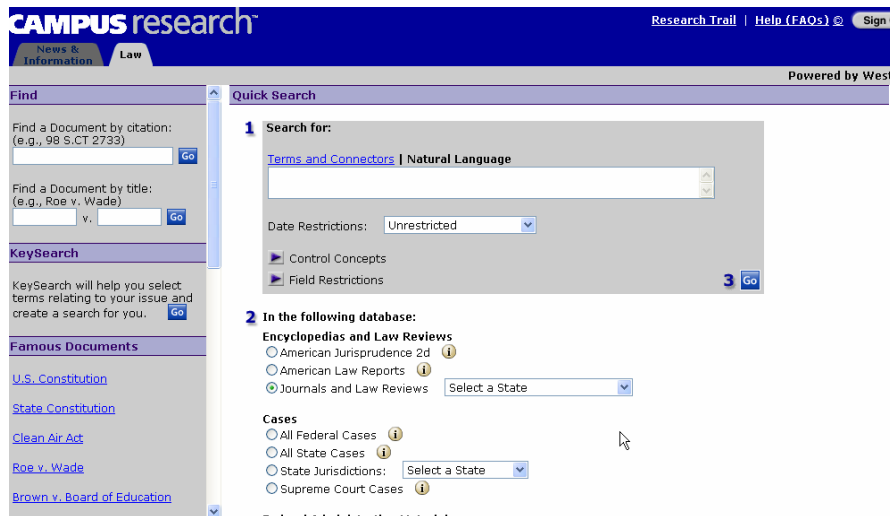 CAMPUS research™
Research Trail | Help (FAQs) | Sign
News & Information
Law
Powered by West
Find
Find a Document by citation:
(e.g., 98 S.CT 2733)
Go
Find a Document by title:
(e.g., Roe v. Wade)
v.
Go
KeySearch
KeySearch will help you select
terms relating to your issue and
create a search for you.
Go
Famous Documents
U.S. Constitution
State Constitution
Clean Air Act
Roe v. Wade
Brown v. Board of Education
Quick Search
1 Search for:
Terms and Connectors | Natural Language
Date Restrictions: Unrestricted
Control Concepts
Field Restrictions
3 Go
2 In the following database:
Encyclopedias and Law Reviews
American Jurisprudence 2d i
American Law Reports i
Journals and Law Reviews Select a State
Cases
All Federal Cases i
All State Cases i
State Jurisdictions: Select a State
Supreme Court Cases i